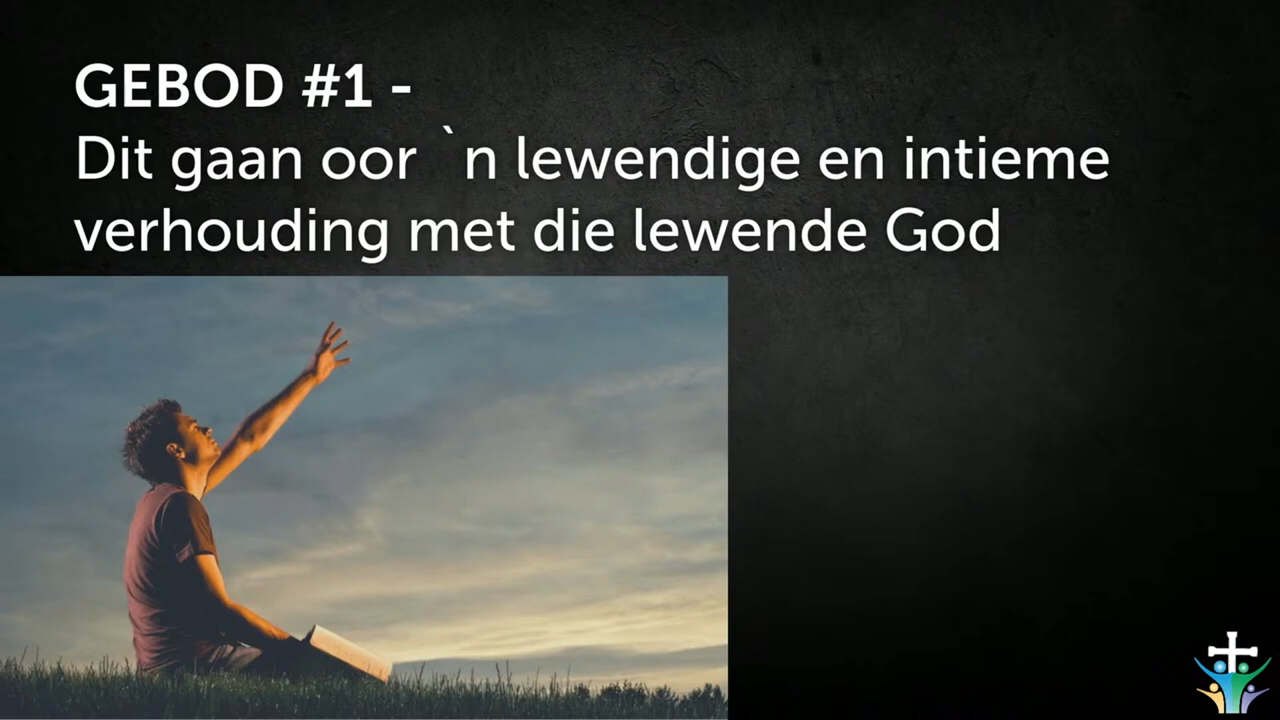 GEBOD #1 -
Dit gaan oor `n lewendige en intieme
verhouding met die lewende God